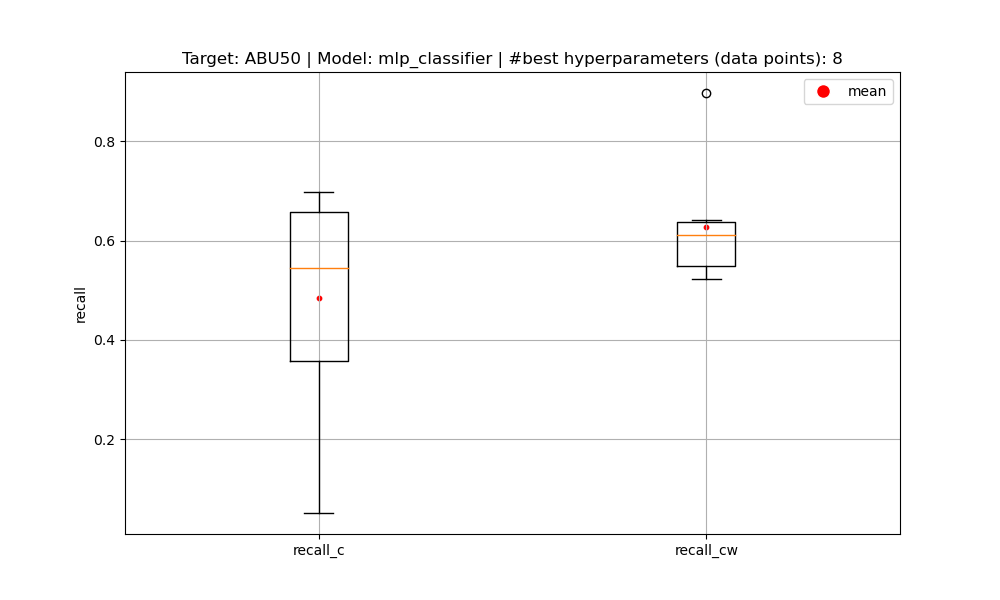 Target: ABU50 | Model: mlp_classifier | #best hyperparameters (data points): 8
mean
0.8
0.6
0.4
0.2
recall
recall_c
recall_cw